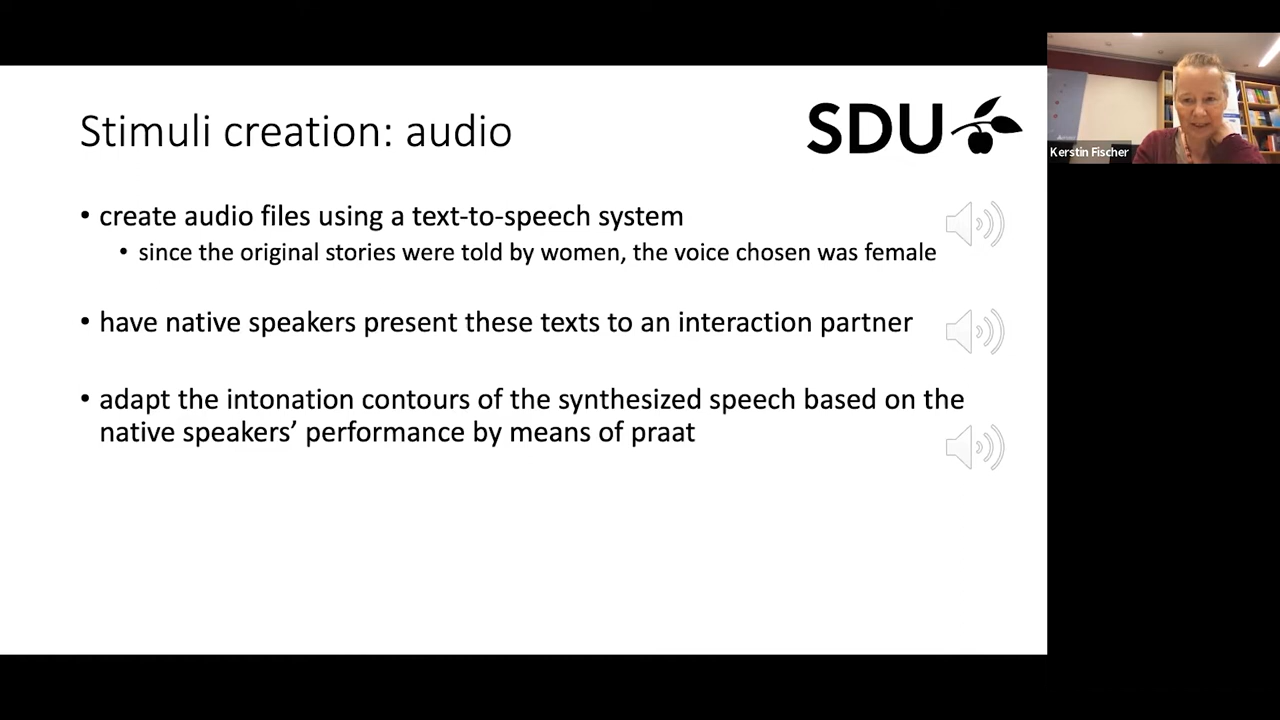 Stimuli creation: audio
SDU
Kerstin Fischer
• create audio files using a text-to-speech system
• since the original stories were told by women, the voice chosen was female
• have native speakers present these texts to an interaction partner
• adapt the intonation contours of the synthesized speech based on the
native speakers’ performance by means of praat